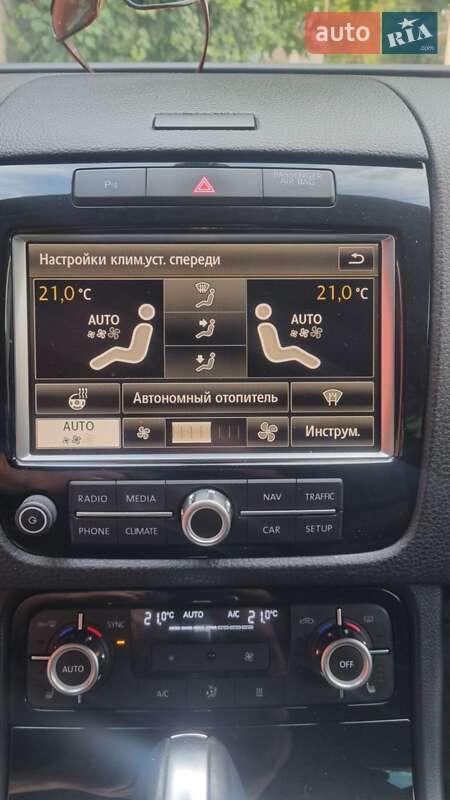 auto RIA
.com
P
PASSENGER
AIR BAG
Настройки клим.уст. спереди
21,0 °C
21,0 °C
AUTO
AUTO
Автономный отопитель
AUTO
Инструм.
RADIO
MEDIA
NAV
TRAFFIC
PHONE
CLIMATE
CAR
SETUP
21.0°C AUTO A/C 21.0°C
SYNC
AUTO
OFF
A/C